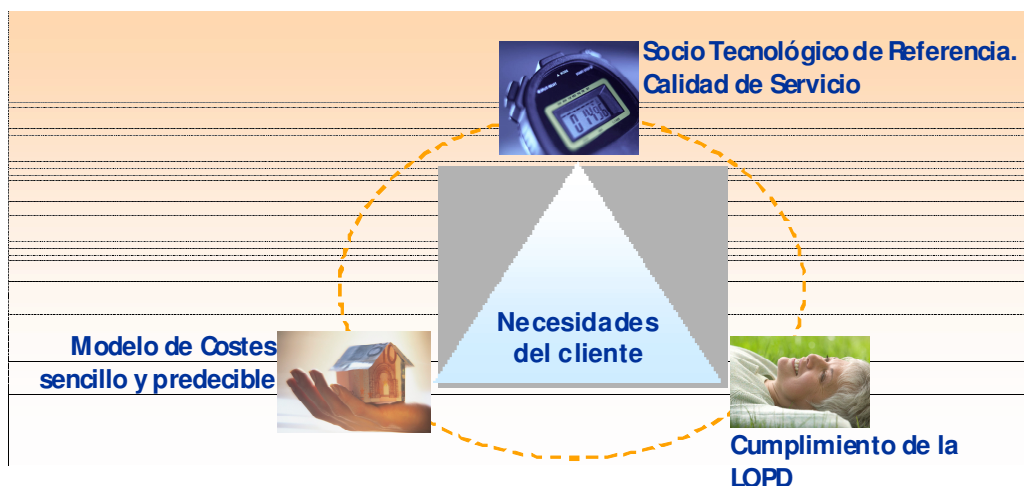 Socio Tecnológico de Referencia.
Calidad de Servicio
Necesidades
del cliente
Modelo de Costes
sencillo y predecible
Cumplimiento de la
LOPD